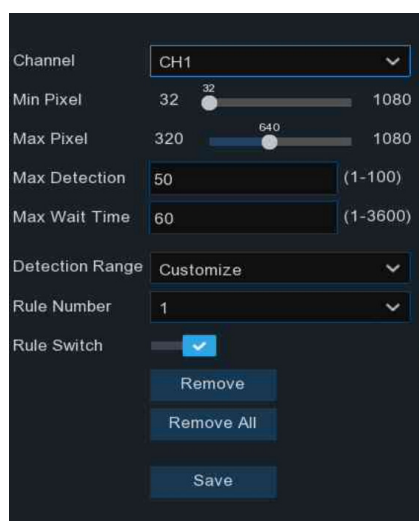 Channel CH1
32
Min Pixel 32 1080
640
Max Pixel 320 1080
Max Detection 50 (1-100)
Max Wait Time 60 (1-3600)
Detection Range Customize
Rule Number 1
Rule Switch
Remove
Remove All
Save